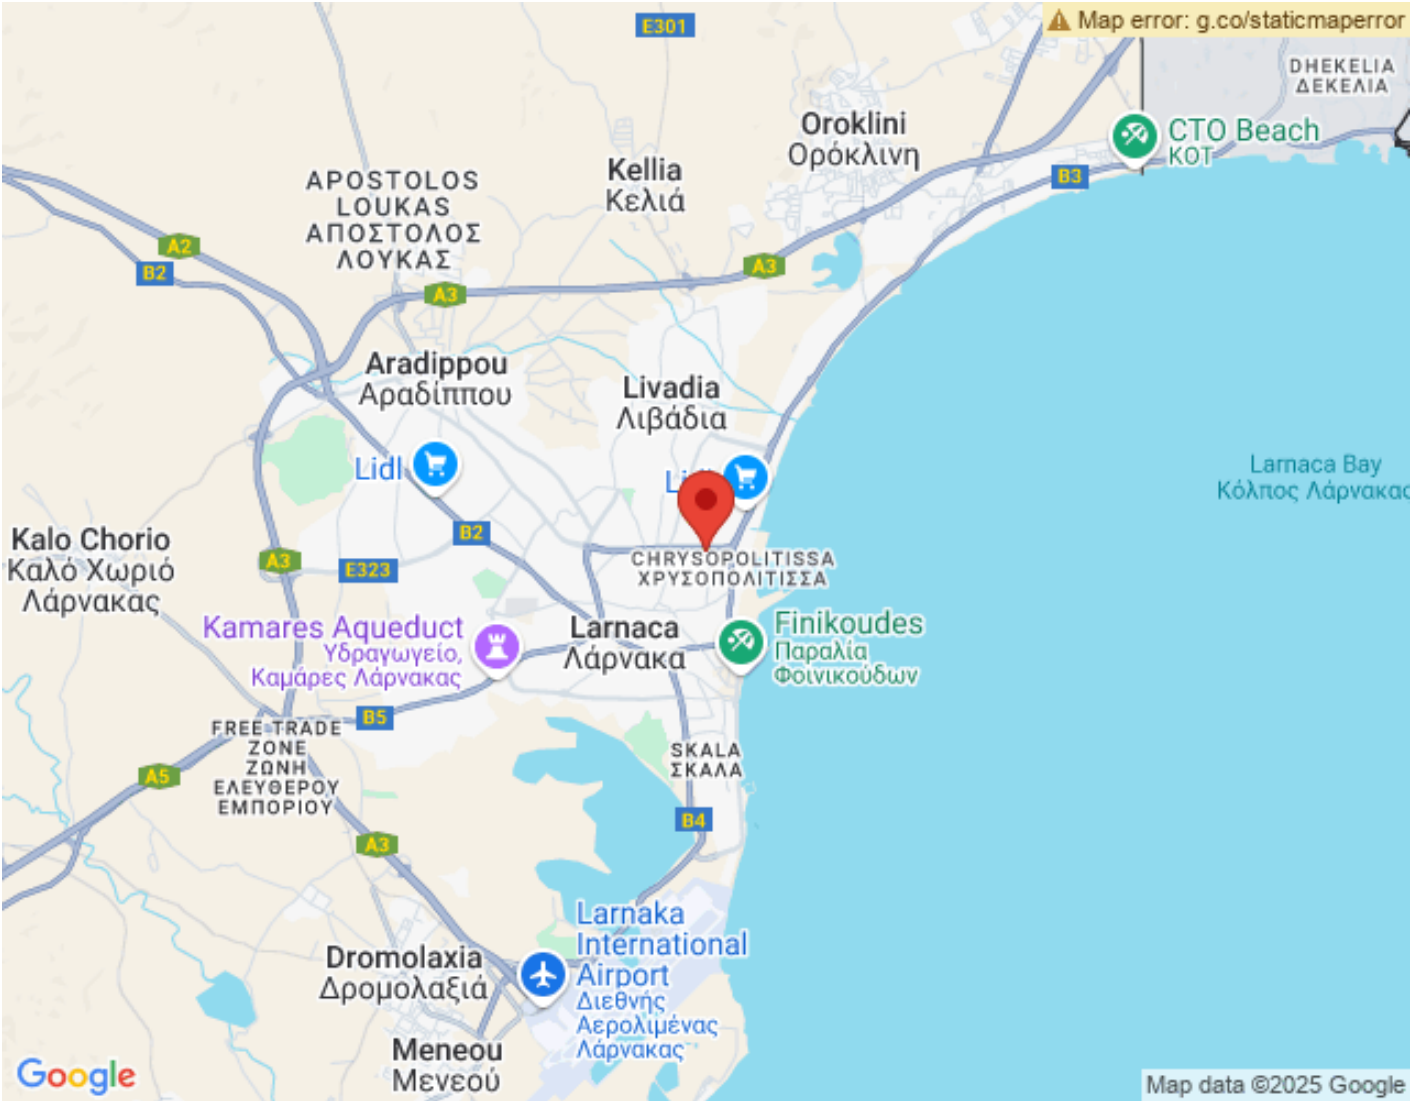 E301
Map error: g.co/staticmaperror
DHEKELIA
ΔΕΚΕΛΙΑ
Oroklini
Ορόκλινη
CTO Beach
ΚΟΤ
B3
Kellia
Κελιά
APOSTOLOS
LOUKAS
ΑΠΟΣΤΟΛΟΣ
ΛΟΥΚΑΣ
A2
B2
A3
A3
Aradippou
Αραδίππου
Livadia
Λιβάδια
Lidl
Larnaca Bay
Κόλπος Λάρνακας
B2
Kalo Chorio
Καλό Χωριό
Λάρνακας
A3
E323
CHRYSOPOLITISSA
ΧΡΥΣΟΠΟΛΙΤΙΣΣΑ
Kamares Aqueduct
Υδραγωγείο,
Καμάρες Λάρνακας
Larnaca
Λάρνακα
Finikoudes
Παραλία
Φοινικούδων
B5
FREE TRADE
ZONE
ΖΩΝΗ
ΕΛΕΥΘΕΡΟΥ
ΕΜΠΟΡΙΟΥ
A5
SKALA
ΣΚΑΛΑ
B4
A3
Larnaka
International
Airport
Διεθνής
Αερολιμένας
Λάρνακας
Dromolaxia
Δρομολαξιά
Meneou
Μενεού
Google
Map data ©2025 Google